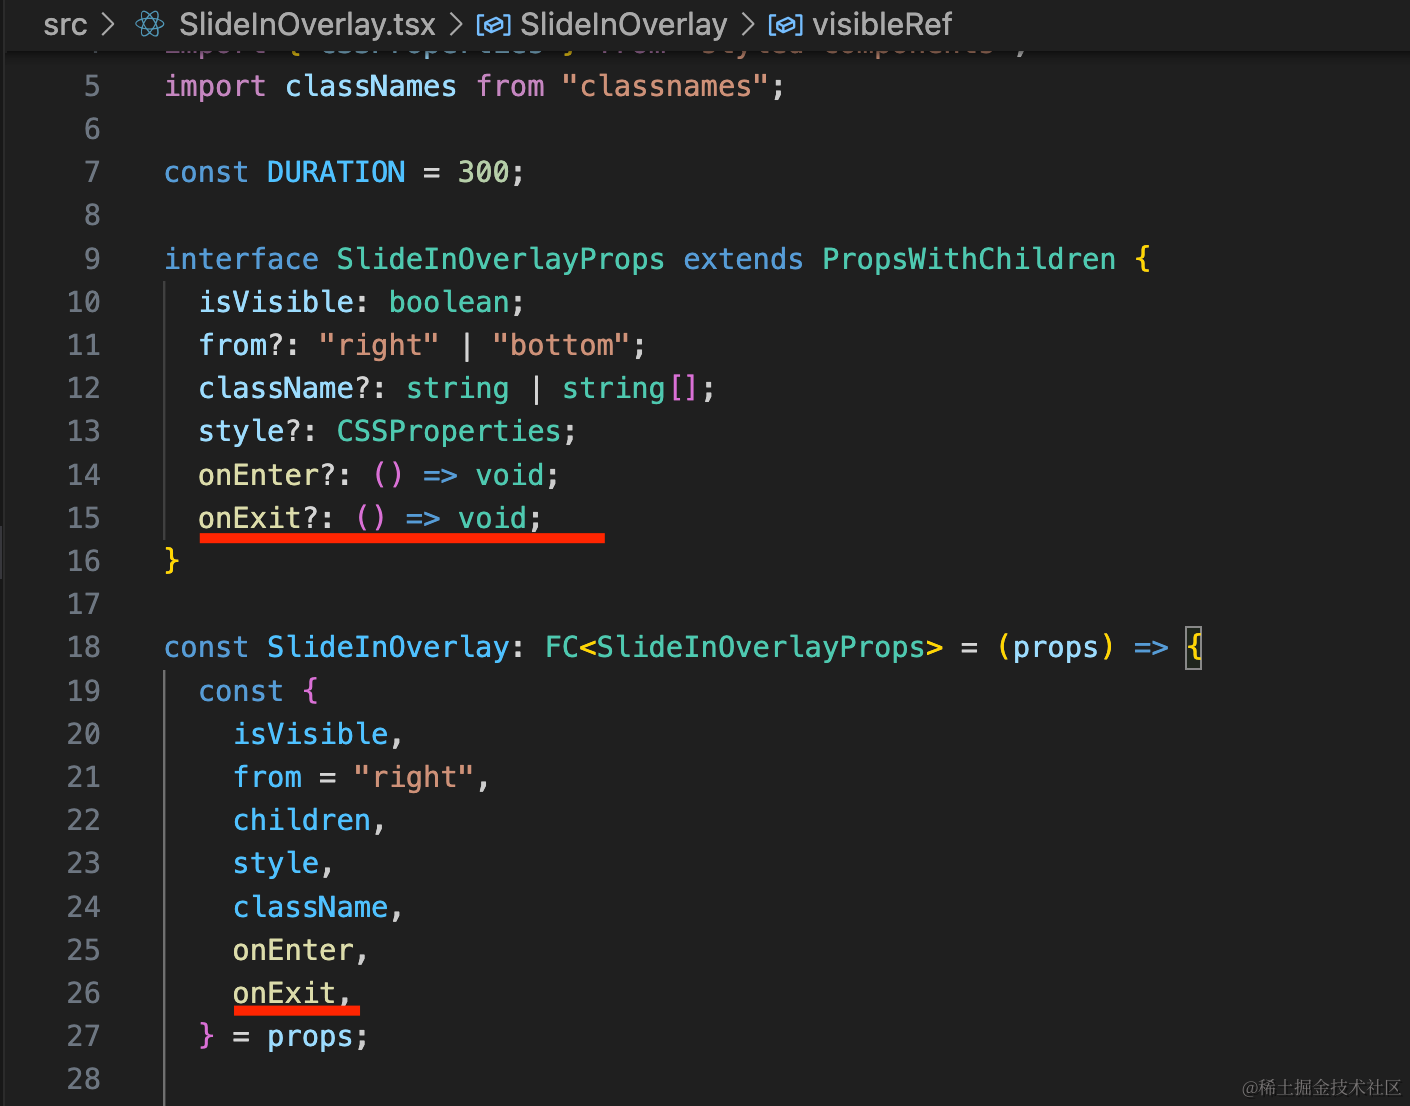 src > SlideInOverlay.tsx > SlideInOverlay > visibleRef
5 import classNames from "classnames";
6
7 const DURATION = 300;
8
9 interface SlideInOverlayProps extends PropsWithChildren {
10 isVisible: boolean;
11 from?: "right" | "bottom";
12 className?: string | string[];
13 style?: CSSProperties;
14 onEnter?: () => void;
15 onExit?: () => void;
16 }
17
18 const SlideInOverlay: FC<SlideInOverlayProps> = (props) => {
19 const {
20 isVisible,
21 from = "right",
22 children,
23 style,
24 className,
25 onEnter,
26 onExit,
27 } = props;
28
@稀土掘金技术社区